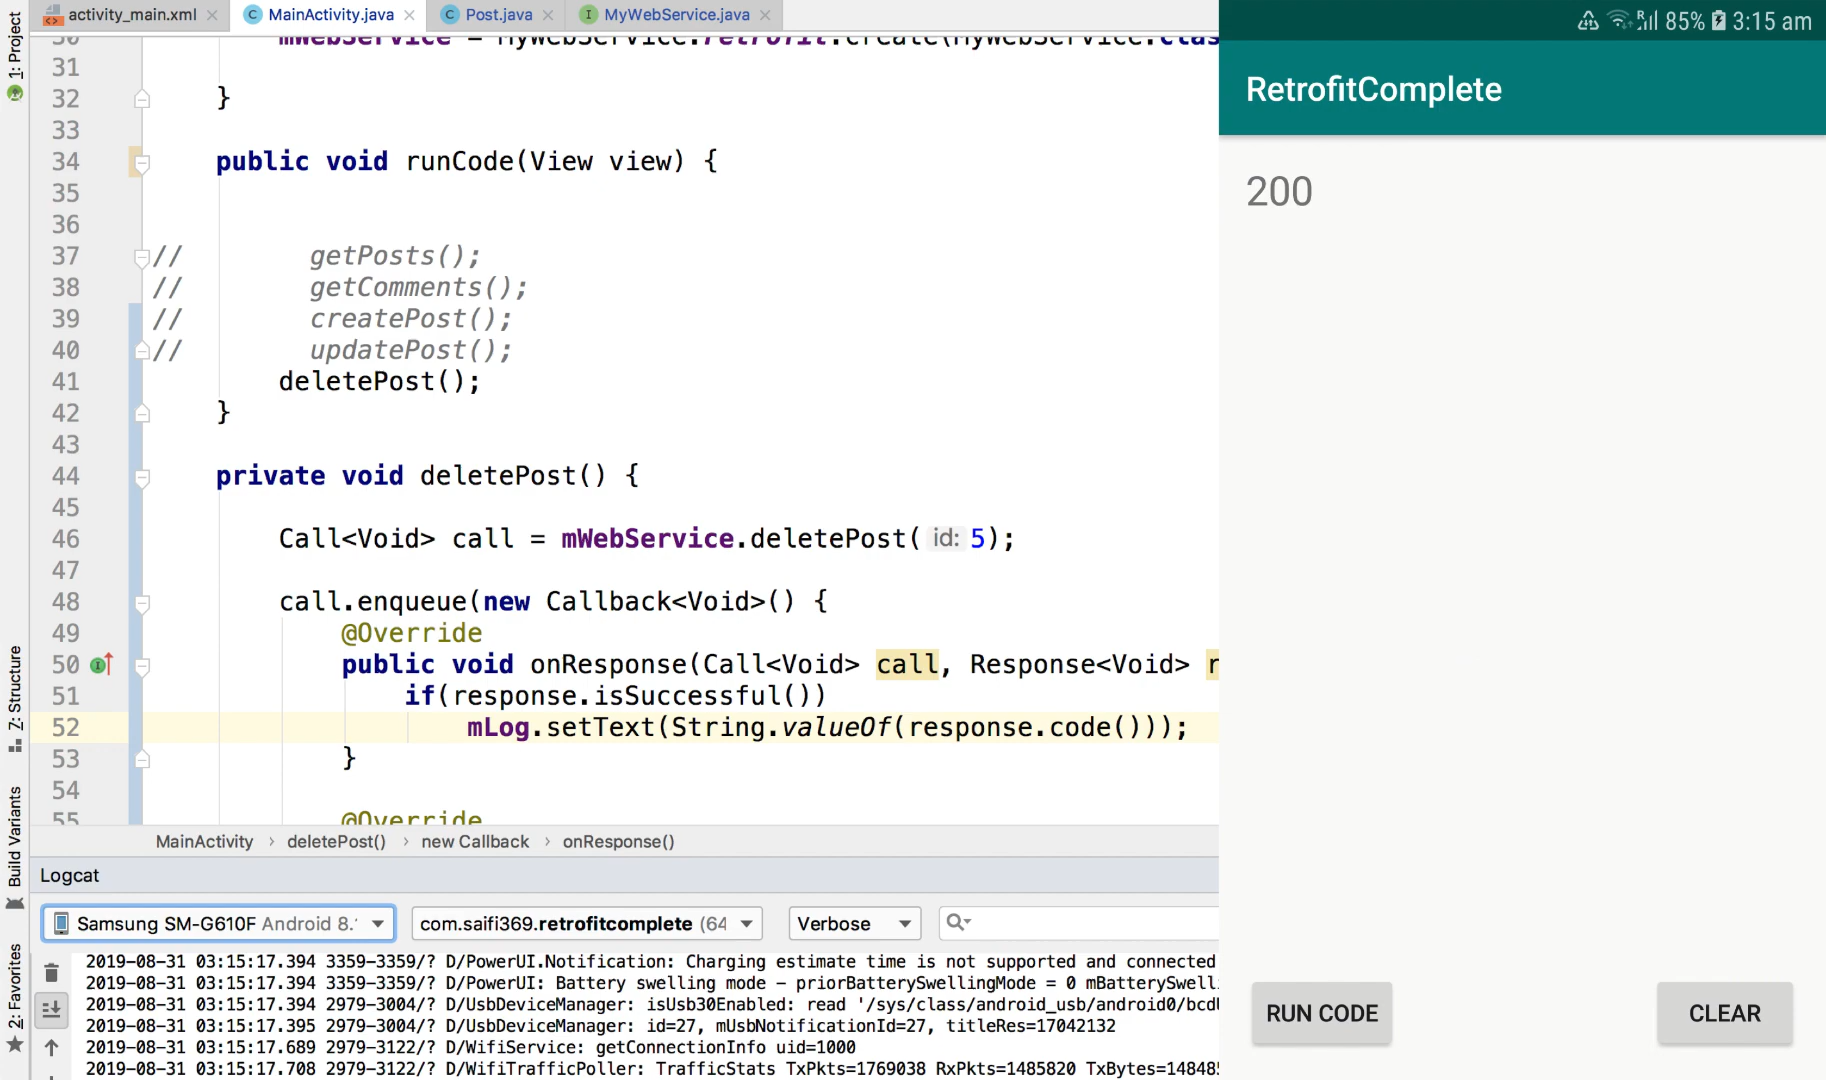 activity_main.xml MainActivity.java Post.java MyWebService.java
85% 3:15 am
1: Project
RetrofitComplete
200
30 mWebService = MyWebService.retrofit.create(MyWebService.clas
31
32 }
33
34 public void runCode(View view) {
35
36
37 // getPosts();
38 // getComments();
39 // createPost();
40 // updatePost();
41 deletePost();
42 }
43
44 private void deletePost() {
45
46 Call<Void> call = mWebService.deletePost( id: 5);
47
48 call.enqueue(new Callback<Void>() {
49 @Override
50 public void onResponse(Call<Void> call, Response<Void> r
51 if(response.isSuccessful())
52 mLog.setText(String.valueOf(response.code()));
53 }
54
55 @Override
Z: Structure
Build Variants
2: Favorites
MainActivity › deletePost() › new Callback › onResponse()
Logcat
Samsung SM-G610F Android 8.
com.saifi369.retrofitcomplete (64
Verbose
2019-08-31 03:15:17.394 3359-3359/? D/PowerUI.Notification: Charging estimate time is not supported and connected
2019-08-31 03:15:17.394 3359-3359/? D/PowerUI: Battery swelling mode - priorBatterySwellingMode = 0 mBatterySwell
2019-08-31 03:15:17.394 2979-3004/? D/UsbDeviceManager: isUsb30Enabled: read '/sys/class/android_usb/android0/bcd
2019-08-31 03:15:17.395 2979-3004/? D/UsbDeviceManager: id=27, mUsbNotificationId=27, titleRes=17042132
2019-08-31 03:15:17.689 2979-3122/? D/WifiService: getConnectionInfo uid=1000
2019-08-31 03:15:17.708 2979-3122/? D/WifiTrafficPoller: TrafficStats TxPkts=1769038 RxPkts=1485820 TxBytes=14848
RUN CODE
CLEAR